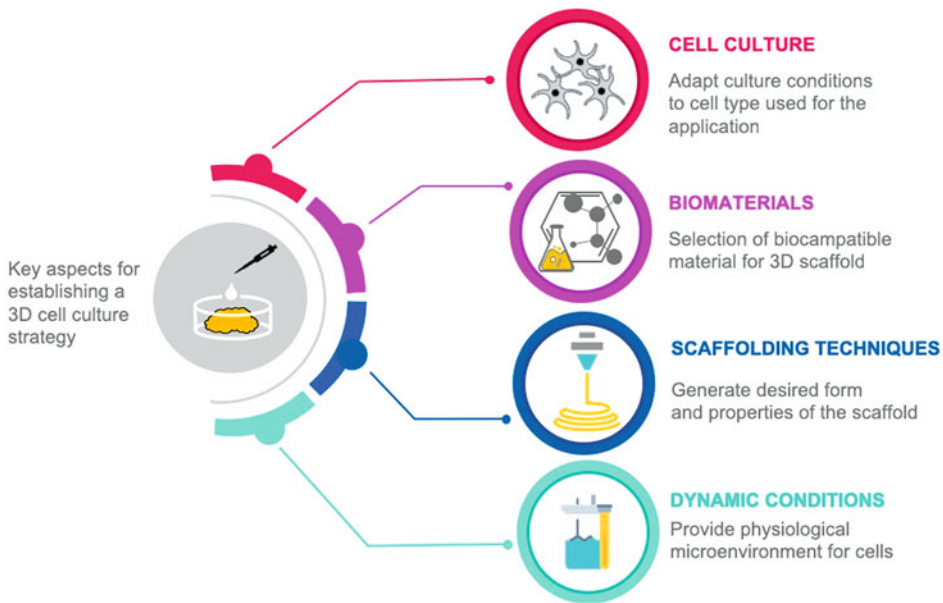 Key aspects for
establishing a
3D cell culture
strategy
CELL CULTURE
Adapt culture conditions
to cell type used for the
application
BIOMATERIALS
Selection of biocampatible
material for 3D scaffold
SCAFFOLDING TECHNIQUES
Generate desired form
and properties of the scaffold
DYNAMIC CONDITIONS
Provide physiological
microenvironment for cells